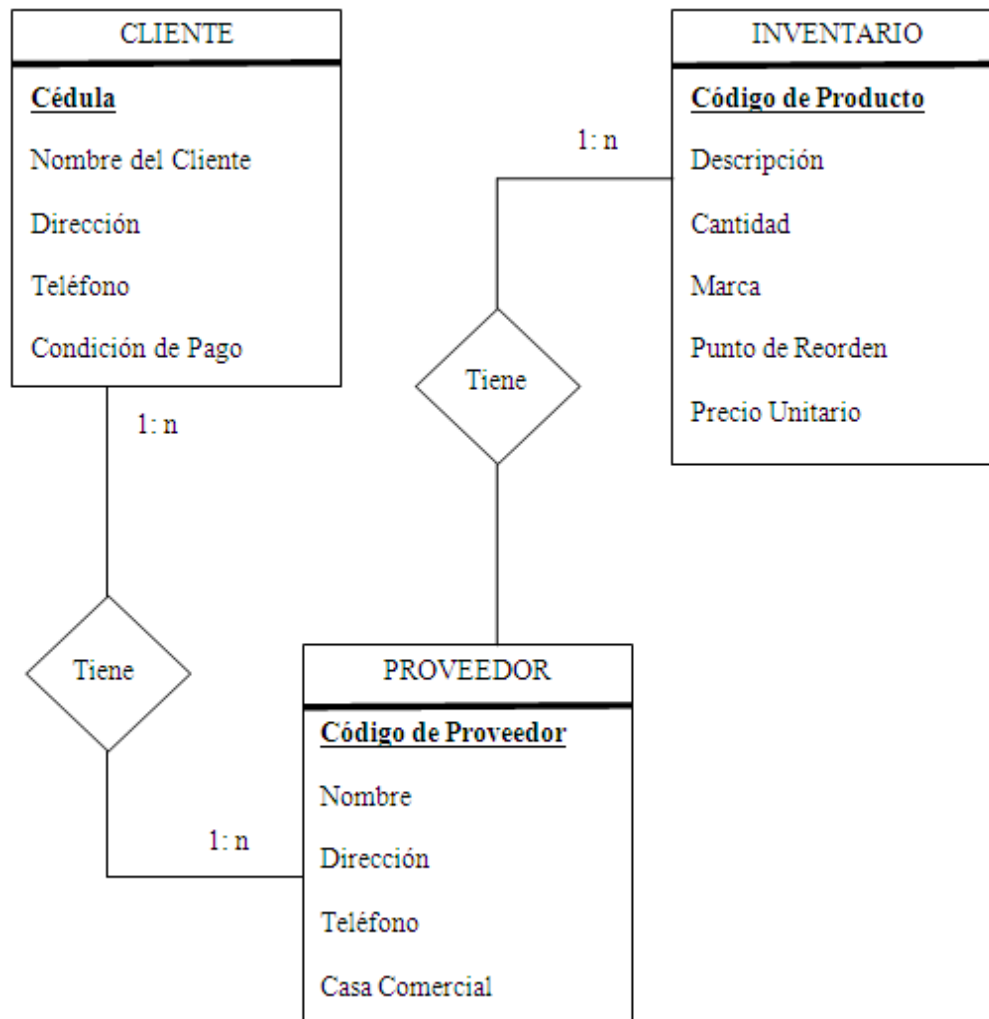 CLIENTE
Cédula
Nombre del Cliente
Dirección
Teléfono
Condición de Pago
1: n
Tiene
1: n
INVENTARIO
Código de Producto
Descripción
Cantidad
Marca
Punto de Reorden
Precio Unitario
1: n
Tiene
PROVEEDOR
Código de Proveedor
Nombre
Dirección
Teléfono
Casa Comercial